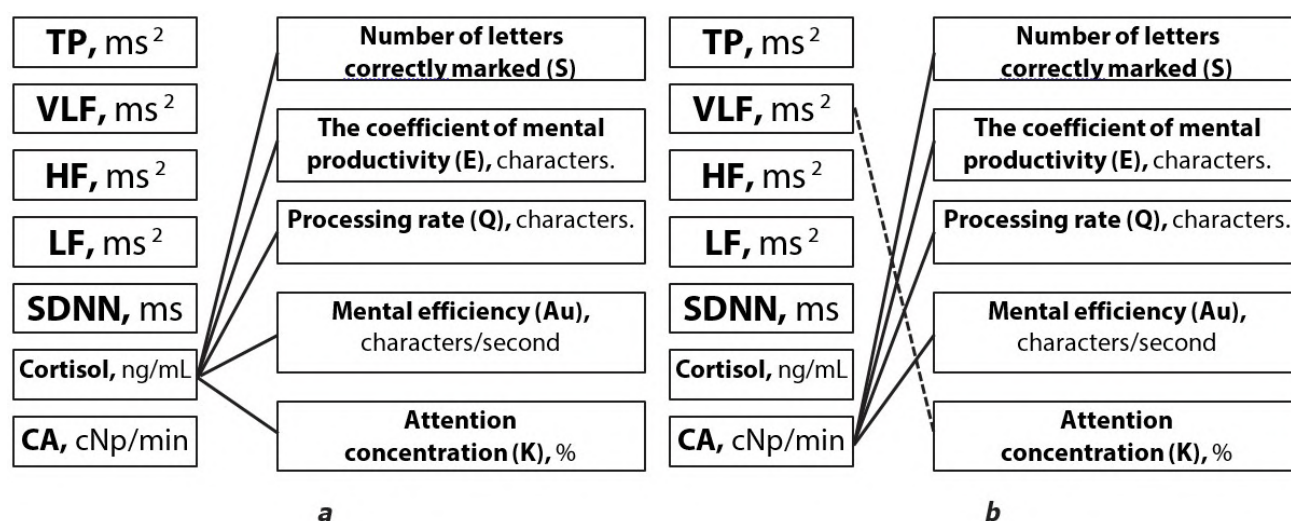 TP, ms²
VLF, ms²
HF, ms²
LF, ms²
SDNN, ms
Cortisol, ng/mL
CA, cNp/min
Number of letters
correctly marked (S)
The coefficient of mental
productivity (E), characters.
Processing rate (Q), characters.
Mental efficiency (Au),
characters/second
Attention
concentration (K), %
a
TP, ms²
VLF, ms²
HF, ms²
LF, ms²
SDNN, ms
Cortisol, ng/mL
CA, cNp/min
Number of letters
correctly marked (S)
The coefficient of mental
productivity (E), characters.
Processing rate (Q), characters.
Mental efficiency (Au),
characters/second
Attention
concentration (K), %
b